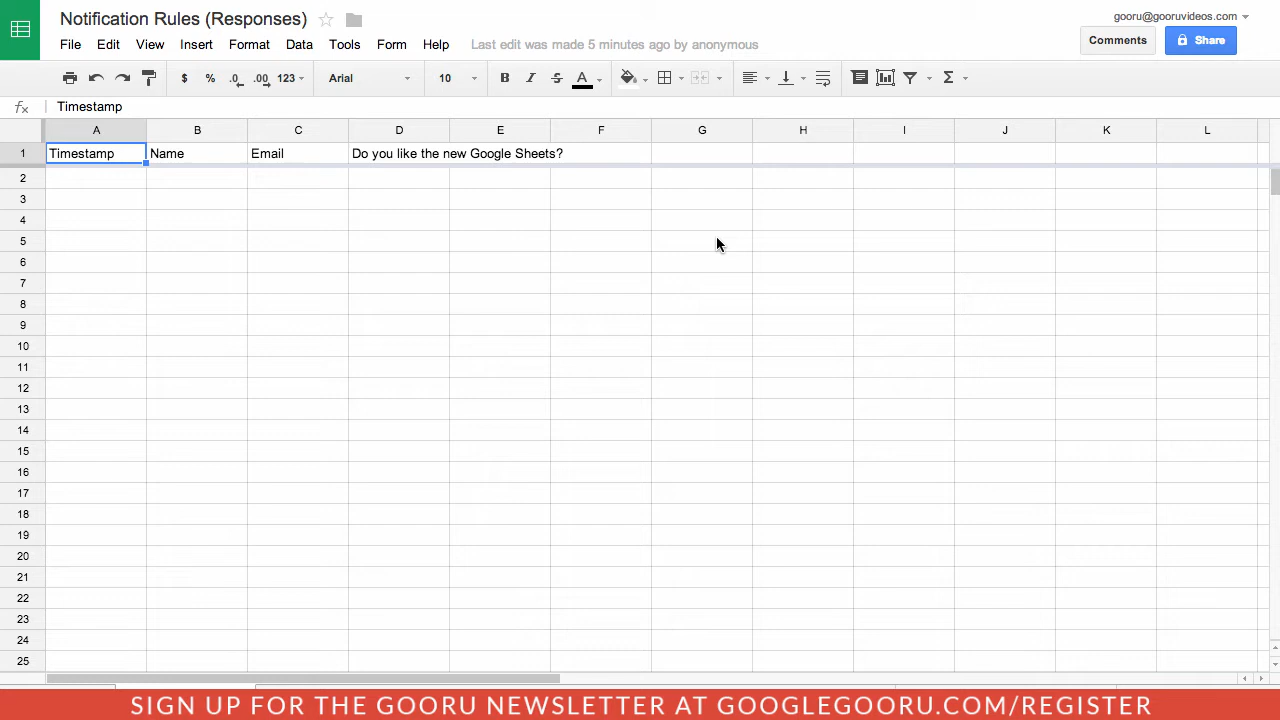 Notification Rules (Responses)
gooru@gooruvideos.com
File Edit View Insert Format Data Tools Form Help Last edit was made 5 minutes ago by anonymous
Comments Share
$ % .0 .00 123 Arial 10 B I S A Σ
fx Timestamp
A B C D E F G H I J K L
1 Timestamp Name Email Do you like the new Google Sheets?
2
3
4
5
6
7
8
9
10
11
12
13
14
15
16
17
18
19
20
21
22
23
24
25
SIGN UP FOR THE GOORU NEWSLETTER AT GOOGLEGOORU.COM/REGISTER